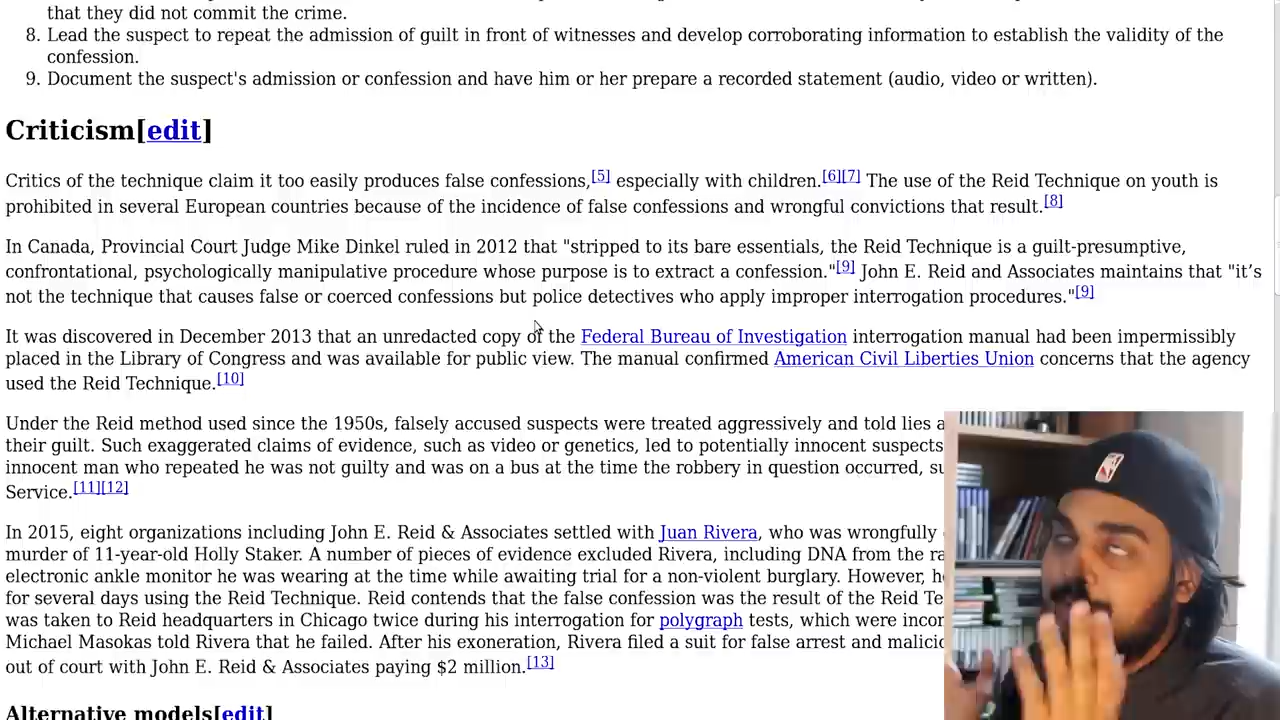 that they did not commit the crime.
8. Lead the suspect to repeat the admission of guilt in front of witnesses and develop corroborating information to establish the validity of the
confession.
9. Document the suspect's admission or confession and have him or her prepare a recorded statement (audio, video or written).
Criticism[edit]
Critics of the technique claim it too easily produces false confessions,[5] especially with children.[6][7] The use of the Reid Technique on youth is
prohibited in several European countries because of the incidence of false confessions and wrongful convictions that result.[8]
In Canada, Provincial Court Judge Mike Dinkel ruled in 2012 that "stripped to its bare essentials, the Reid Technique is a guilt-presumptive,
confrontational, psychologically manipulative procedure whose purpose is to extract a confession."[9] John E. Reid and Associates maintains that "it's
not the technique that causes false or coerced confessions but police detectives who apply improper interrogation procedures."[9]
It was discovered in December 2013 that an unredacted copy of the Federal Bureau of Investigation interrogation manual had been impermissibly
placed in the Library of Congress and was available for public view. The manual confirmed American Civil Liberties Union concerns that the agency
used the Reid Technique.[10]
Under the Reid method used since the 1950s, falsely accused suspects were treated aggressively and told lies
their guilt. Such exaggerated claims of evidence, such as video or genetics, led to potentially innocent suspects
innocent man who repeated he was not guilty and was on a bus at the time the robbery in question occurred,
Service.[11][12]
In 2015, eight organizations including John E. Reid & Associates settled with Juan Rivera, who was wrongfully
murder of 11-year-old Holly Staker. A number of pieces of evidence excluded Rivera, including DNA from the
electronic ankle monitor he was wearing at the time while awaiting trial for a non-violent burglary. However,
for several days using the Reid Technique. Reid contends that the false confession was the result of the Reid
was taken to Reid headquarters in Chicago twice during his interrogation for polygraph tests, which were
Michael Masokas told Rivera that he failed. After his exoneration, Rivera filed a suit for false arrest and
out of court with John E. Reid & Associates paying $2 million.[13]
Alternative models[edit]